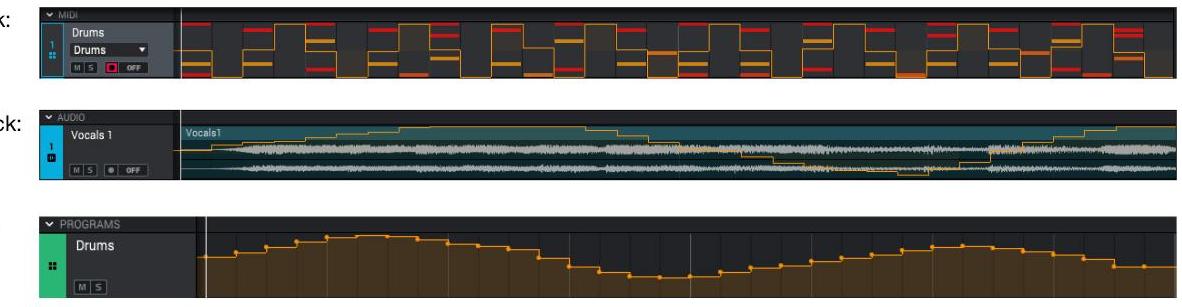 k:
MIDI
Drums
1
Drums
M S OFF
ck:
AUDIO
Vocals 1
Vocals1
1
M S OFF
PROGRAMS
Drums
M S